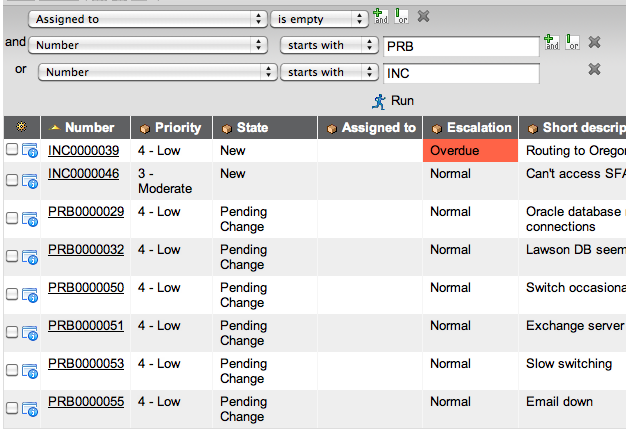 Assigned to is empty and or
and Number starts with PRB and or
or Number starts with INC
Run
Number Priority State Assigned to Escalation Short descrip
INC0000039 4 - Low New Overdue Routing to Orego
INC0000046 3 - New Normal Can't access SFA
Moderate
PRB0000029 4 - Low Pending Normal Oracle database
Change connections
PRB0000032 4 - Low Pending Normal Lawson DB seem
Change
PRB0000050 4 - Low Pending Normal Switch occasiona
Change
PRB0000051 4 - Low Pending Normal Exchange server
Change
PRB0000053 4 - Low Pending Normal Slow switching
Change
PRB0000055 4 - Low Pending Normal Email down
Change